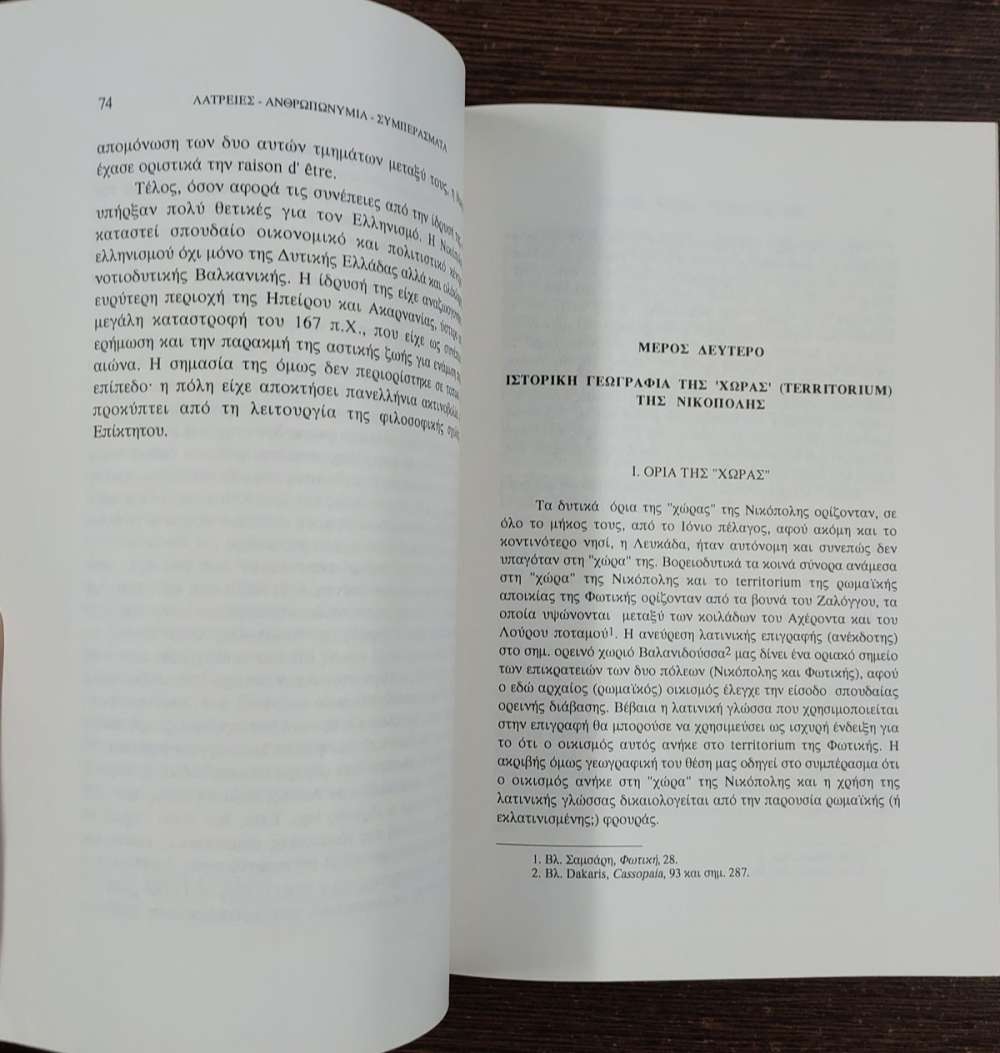 74
ΛΑΤΡΕΙΕΣ - ΑΝΘΡΩΠΩΝΥΜΙΑ - ΣΥΜΠΕΡΑΣΜΑΤΑ
απομόνωση των δυο αυτών τμημάτων μεταξύ τους,
έχασε οριστικά την raison d' être.
Τέλος, όσον αφορά τις συνέπειες από την ίδρυσή της,
υπήρξαν πολύ θετικές για τον Ελληνισμό. Η
καταστεί σπουδαίο οικονομικό και πολιτιστικό
ελληνισμού όχι μόνο της Δυτικής Ελλάδας αλλά και
νοτιοδυτικής Βαλκανικής. Η ίδρυσή της είχε
ευρύτερη περιοχή της Ηπείρου και Ακαρνανίας,
μεγάλη καταστροφή του 167 π.Χ., που είχε ως
ερήμωση και την παρακμή της αστικής ζωής για
αιώνα. Η σημασία της όμως δεν περιορίστηκε σε
επίπεδο· η πόλη είχε αποκτήσει πανελλήνια
προκύπτει από τη λειτουργία της φιλοσοφικής
Επίκτητου.
ΜΕΡΟΣ ΔΕΥΤΕΡΟ
ΙΣΤΟΡΙΚΗ ΓΕΩΓΡΑΦΙΑ ΤΗΣ 'ΧΩΡΑΣ' (TERRITORIUM)
ΤΗΣ ΝΙΚΟΠΟΛΗΣ
Ι. ΟΡΙΑ ΤΗΣ "ΧΩΡΑΣ"
Τα δυτικά όρια της "χώρας" της Νικόπολης ορίζονταν, σε
όλο το μήκος τους, από το Ιόνιο πέλαγος, αφού ακόμη και το
κοντινότερο νησί, η Λευκάδα, ήταν αυτόνομη και συνεπώς δεν
υπαγόταν στη "χώρα" της. Βορειοδυτικά τα κοινά σύνορα ανάμεσα
στη "χώρα" της Νικόπολης και το territorium της ρωμαϊκής
αποικίας της Φωτικής ορίζονταν από τα βουνά του Ζαλόγγου, τα
οποία υψώνονται μεταξύ των κοιλάδων του Αχέροντα και του
Λούρου ποταμού1. Η ανεύρεση λατινικής επιγραφής (ανέκδοτης)
στο σημ. ορεινό χωριό Βαλανιδούσσα2 μας δίνει ένα οριακό σημείο
των επικρατειών των δυο πόλεων (Νικόπολης και Φωτικής), αφού
ο εδώ αρχαίος (ρωμαϊκός) οικισμός έλεγχε την είσοδο σπουδαίας
ορεινής διάβασης. Βέβαια η λατινική γλώσσα που χρησιμοποιείται
στην επιγραφή θα μπορούσε να χρησιμεύσει ως ισχυρή ένδειξη για
το ότι ο οικισμός αυτός ανήκε στο territorium της Φωτικής. Η
ακριβής όμως γεωγραφική του θέση μας οδηγεί στο συμπέρασμα ότι
ο οικισμός ανήκε στη "χώρα" της Νικόπολης και η χρήση της
λατινικής γλώσσας δικαιολογείται από την παρουσία ρωμαϊκής (ή
εκλατινισμένης;) φρουράς.
1. Βλ. Σαμσάρη, Φωτική, 28.
2. Βλ. Dakaris, Cassopaia, 93 και σημ. 287.